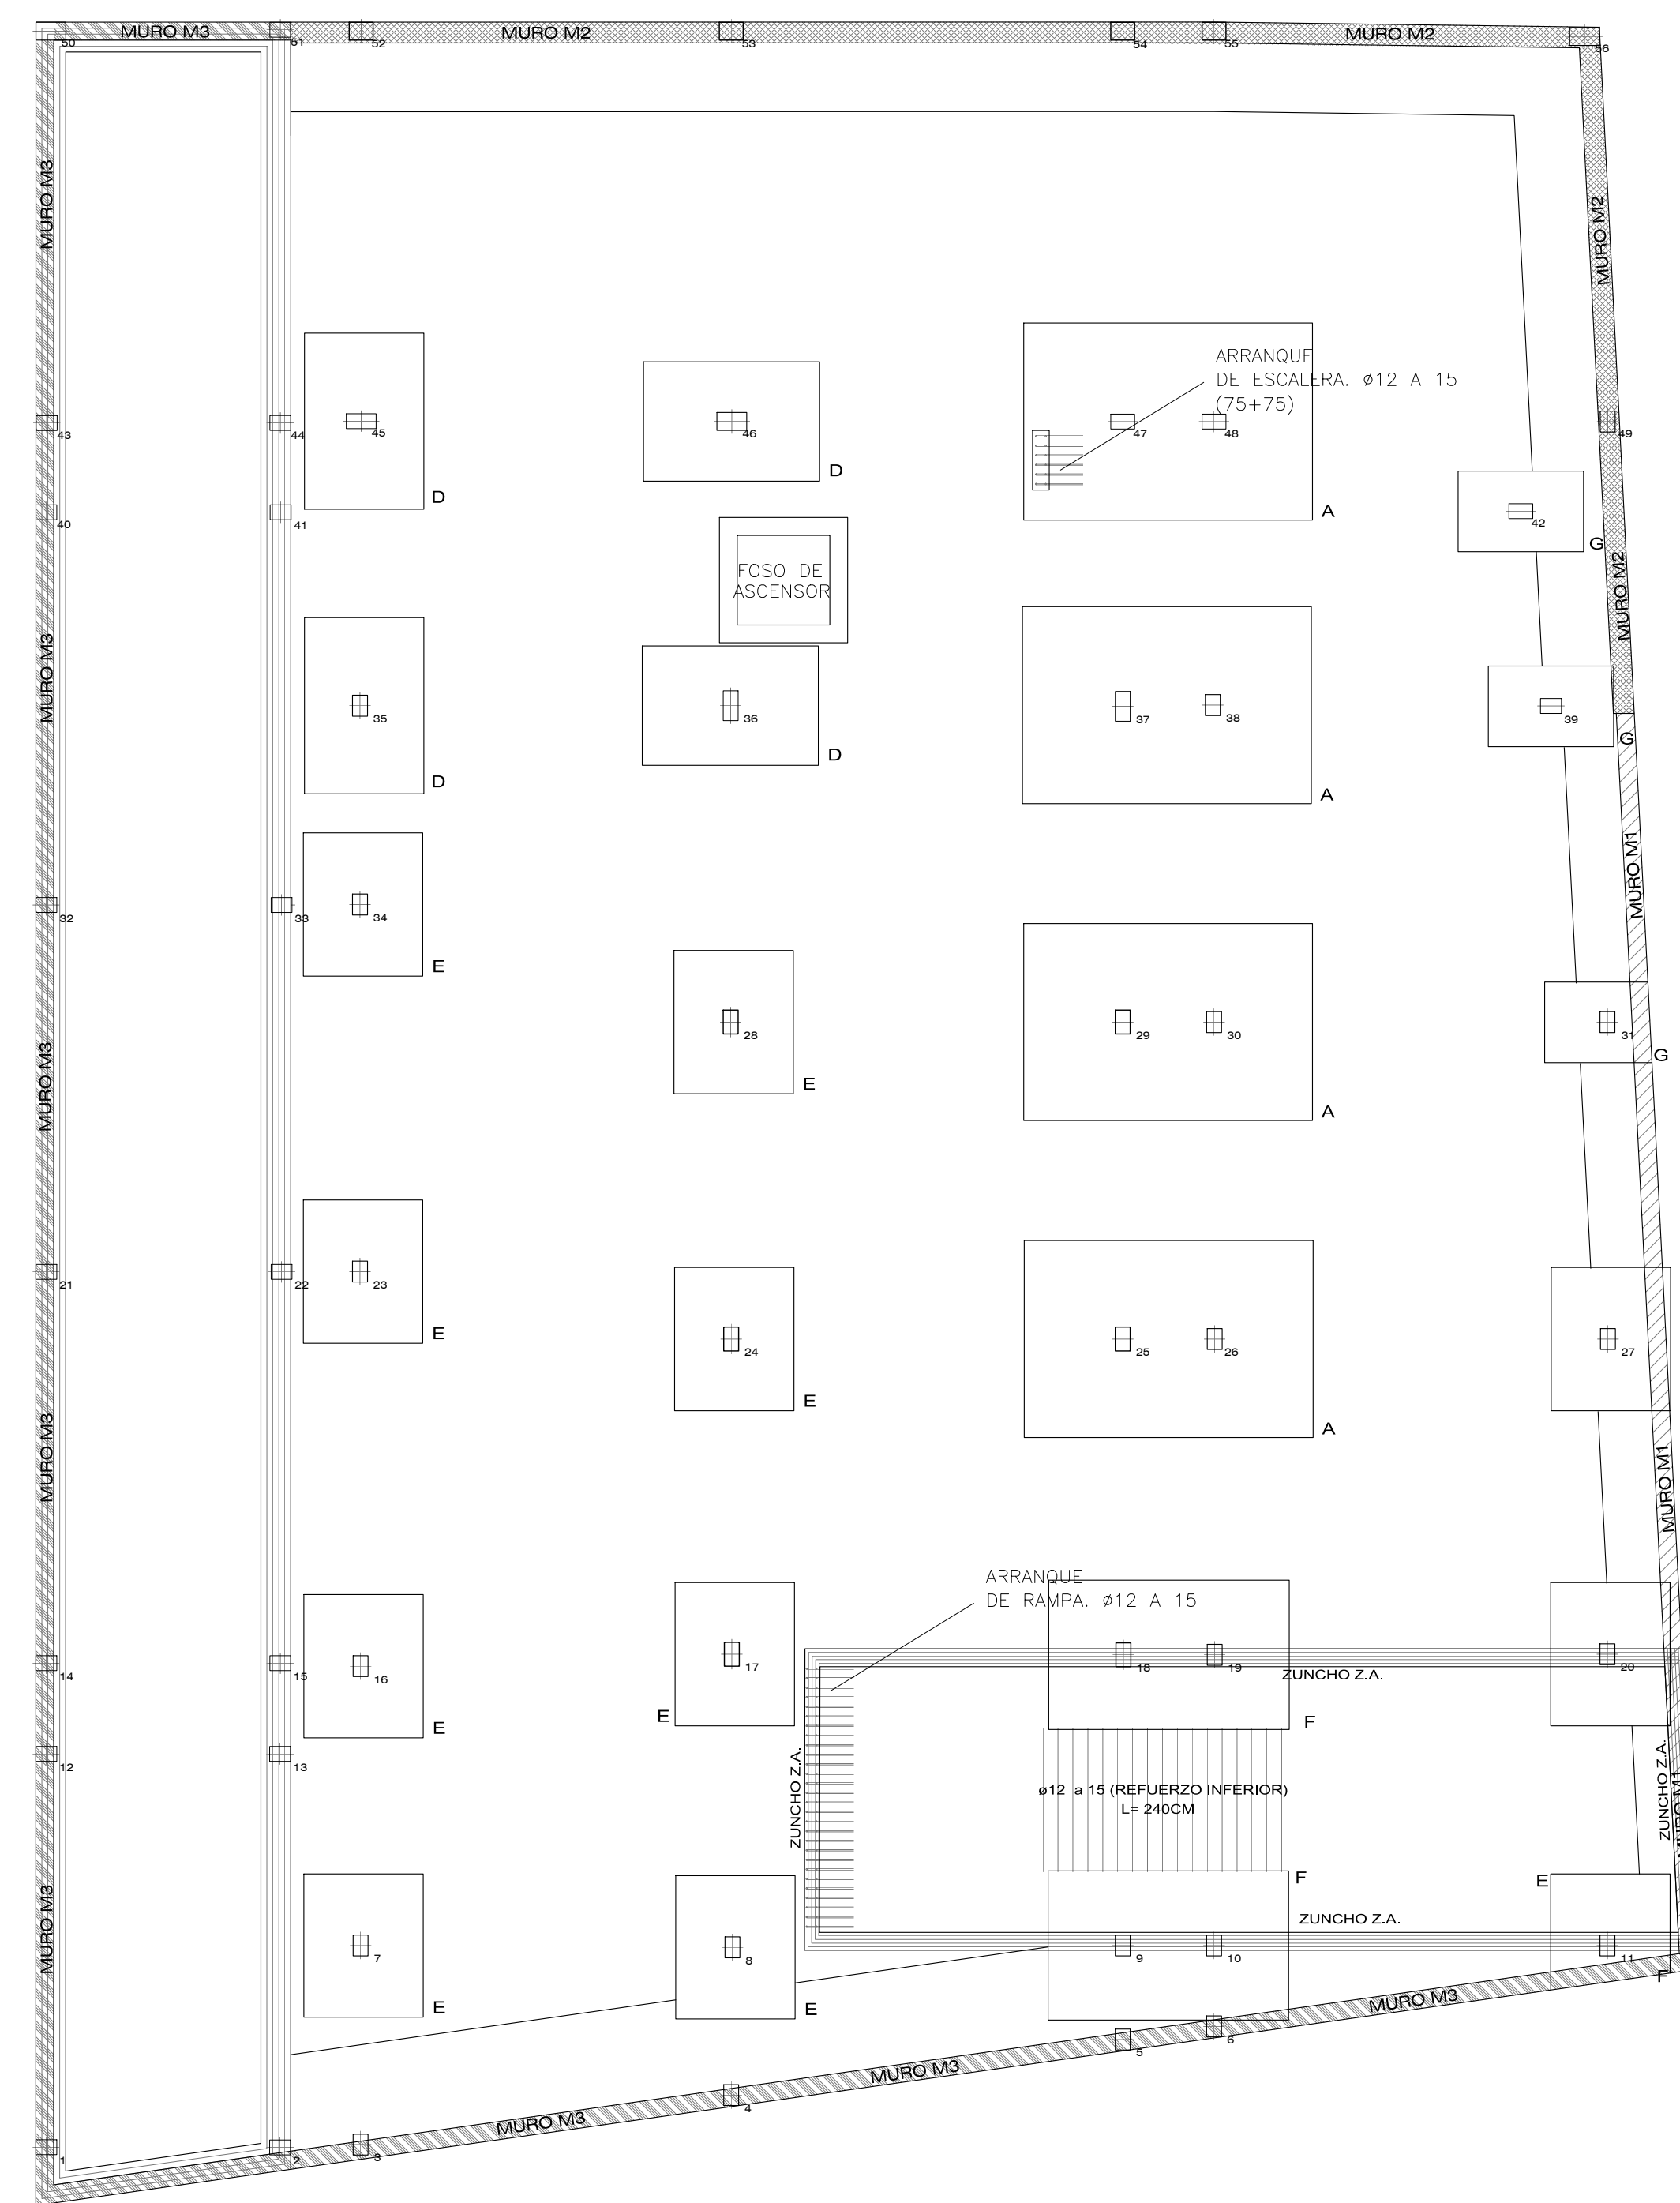 MURO M3
MURO M2
MURO M2
50
51
52
53
54
55
56
MURO M3
MURO M2
ARRANQUE
DE ESCALERA. ø12 A 15
(75+75)
43
44
45
46
47
48
49
D
D
A
40
41
42
G
FOSO DE
ASCENSOR
MURO M2
MURO M3
35
36
37
38
39
G
D
D
A
MURO M1
32
33
34
E
28
29
30
31
G
MURO M3
E
A
21
22
23
E
24
25
26
27
E
A
MURO M3
MURO M1
ARRANQUE
DE RAMPA. ø12 A 15
14
15
16
17
18
19
20
ZUNCHO Z.A.
E
E
F
12
13
ZUNCHO Z.A.
ø12 a 15 (REFUERZO INFERIOR)
L= 240CM
ZUNCHO Z.A.
MURO M1
F
E
ZUNCHO Z.A.
MURO M3
7
8
9
10
11
F
E
E
MURO M3
6
5
MURO M3
4
MURO M3
1
2
3